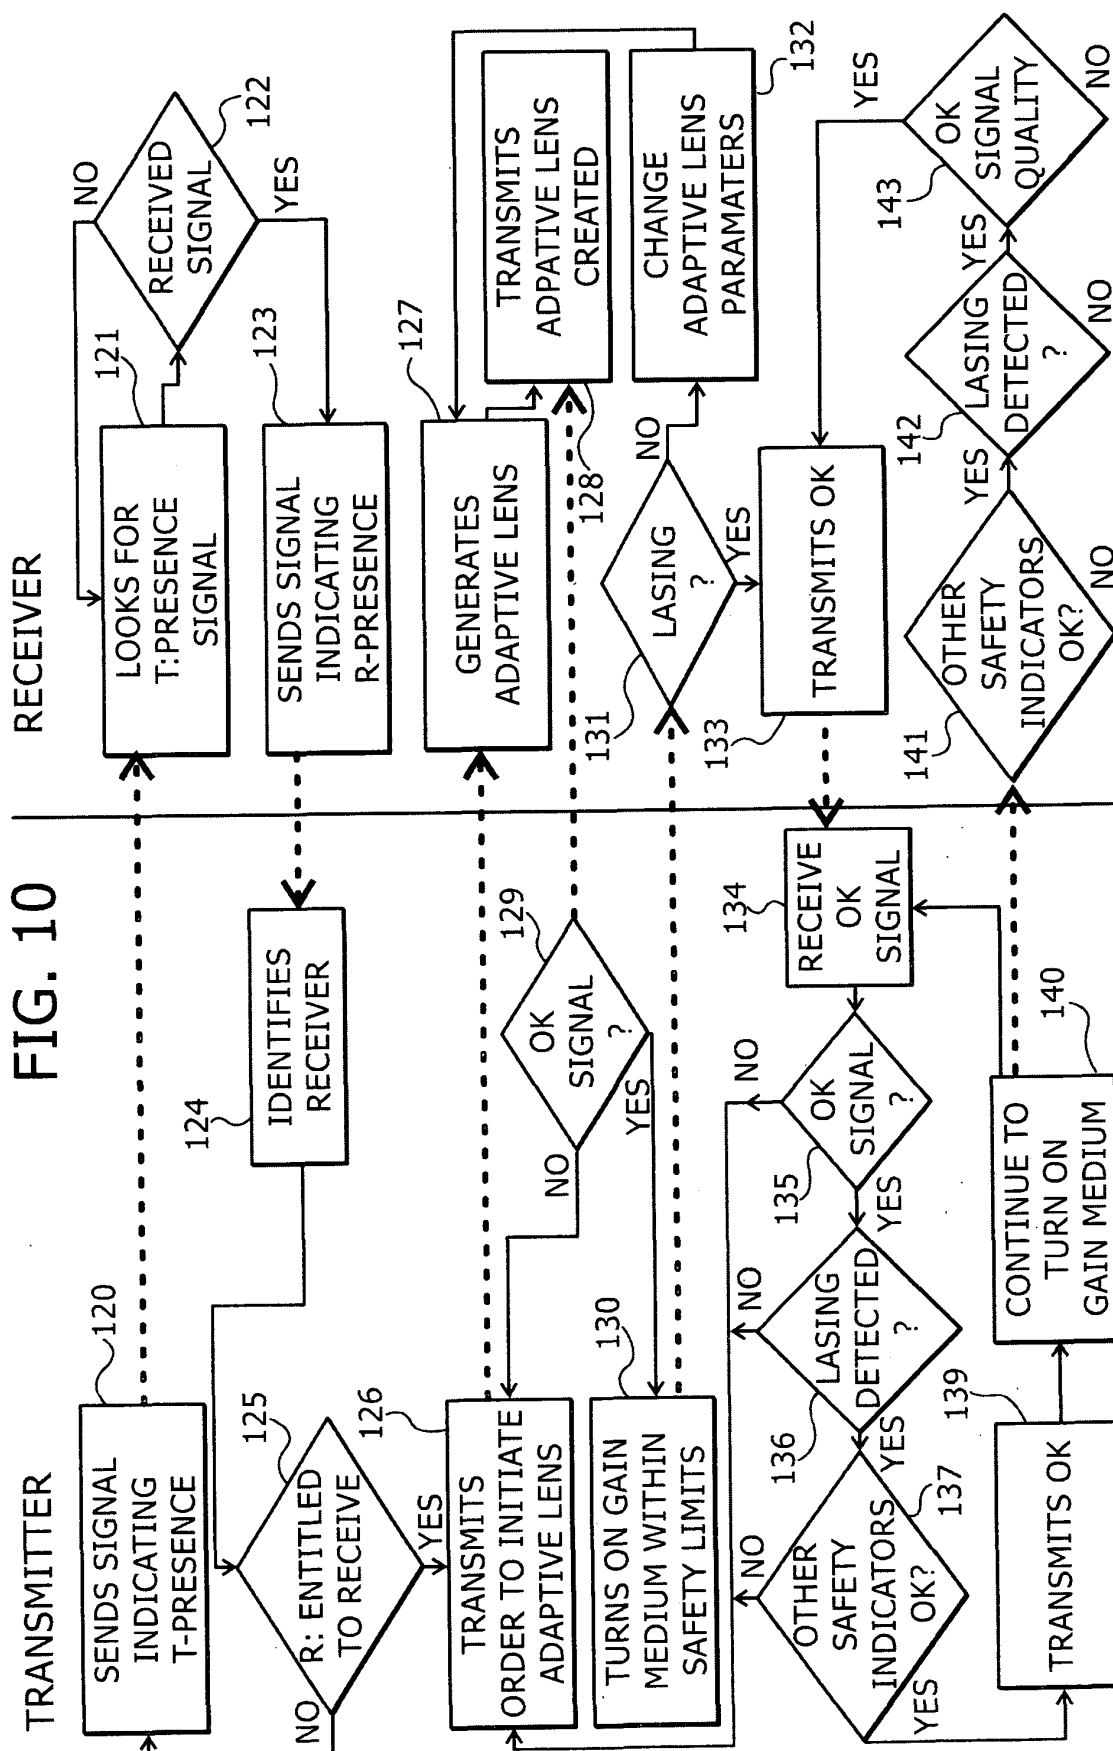 FIG. 10
TRANSMITTER
RECEIVER
120
SENDS SIGNAL
INDICATING
T-PRESENCE
121
LOOKS FOR
T:PRESENCE
SIGNAL
122
RECEIVED
SIGNAL
NO
YES
123
SENDS SIGNAL
INDICATING
R-PRESENCE
124
IDENTIFIES
RECEIVER
125
R: ENTITLED
TO RECEIVE
NO
YES
126
TRANSMITS
ORDER TO INITIATE
ADAPTIVE LENS
127
GENERATES
ADAPTIVE LENS
128
TRANSMITS
ADPATIVE LENS
CREATED
129
OK
SIGNAL
?
NO
YES
130
TURNS ON GAIN
MEDIUM WITHIN
SAFETY LIMITS
131
LASING
?
NO
YES
132
CHANGE
ADAPTIVE LENS
PARAMATERS
133
TRANSMITS OK
134
RECEIVE
OK
SIGNAL
135
OK
SIGNAL
?
NO
YES
136
LASING
DETECTED
?
NO
YES
137
OTHER
SAFETY
INDICATORS
OK?
NO
YES
139
TRANSMITS OK
140
CONTINUE TO
TURN ON
GAIN MEDIUM
141
OTHER
SAFETY
INDICATORS
OK?
NO
YES
142
LASING
DETECTED
?
NO
YES
143
OK
SIGNAL
QUALITY
NO
YES